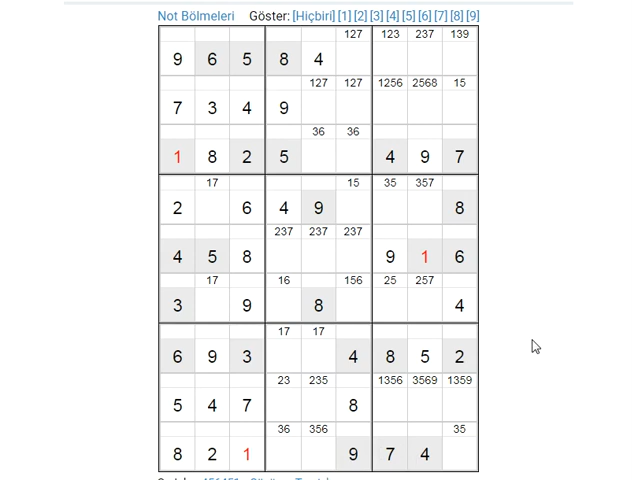 Not Bölmeleri Göster: [Hiçbiri] [1] [2] [3] [4] [5] [6] [7] [8] [9]
127 123 237 139
9 6 5 8 4
127 127 1256 2568 15
7 3 4 9
36 36
1 8 2 5 4 9 7
17 15 35 357
2 6 4 9 8
237 237 237
4 5 8 9 1 6
17 16 156 25 257
3 9 8 4
17 17
6 9 3 4 8 5 2
23 235 1356 3569 1359
5 4 7 8
36 356 35
8 2 1 9 7 4